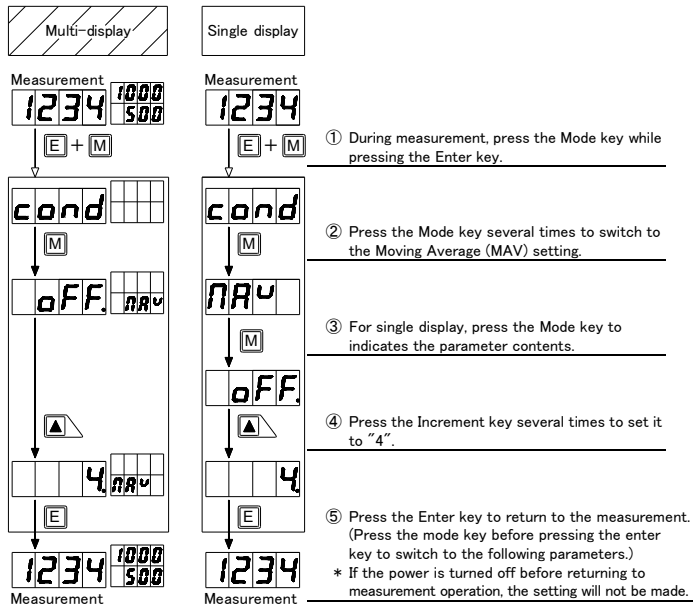 Multi-display
Single display
Measurement
1234
1000
500
E + M
cond
M
oFF.
MAv
▲
4.
MAv
E
1234
1000
500
Measurement
Measurement
1234
E + M
cond
M
MAv
M
oFF.
▲
4.
E
1234
Measurement
① During measurement, press the Mode key while
pressing the Enter key.
② Press the Mode key several times to switch to
the Moving Average (MAV) setting.
③ For single display, press the Mode key to
indicates the parameter contents.
④ Press the Increment key several times to set it
to "4".
⑤ Press the Enter key to return to the measurement.
(Press the mode key before pressing the enter
key to switch to the following parameters.)
* If the power is turned off before returning to
measurement operation, the setting will not be made.